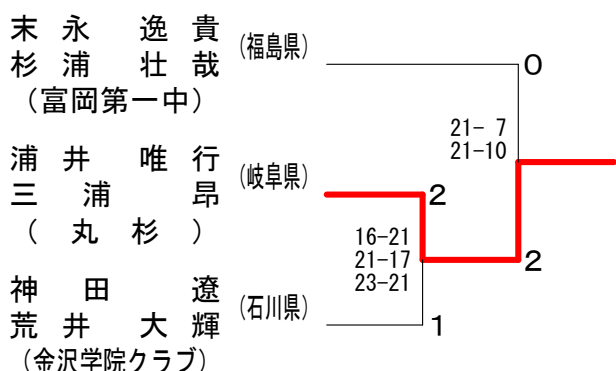 末永 逸貴
杉浦 壮哉
(富岡第一中)
(福島県)
0
21- 7
21-10
浦井 唯行
三浦 昂
(丸杉)
(岐阜県)
2
16-21
21-17
23-21
2
神田 遼
荒井 大輝
(金沢学院クラブ)
(石川県)
1